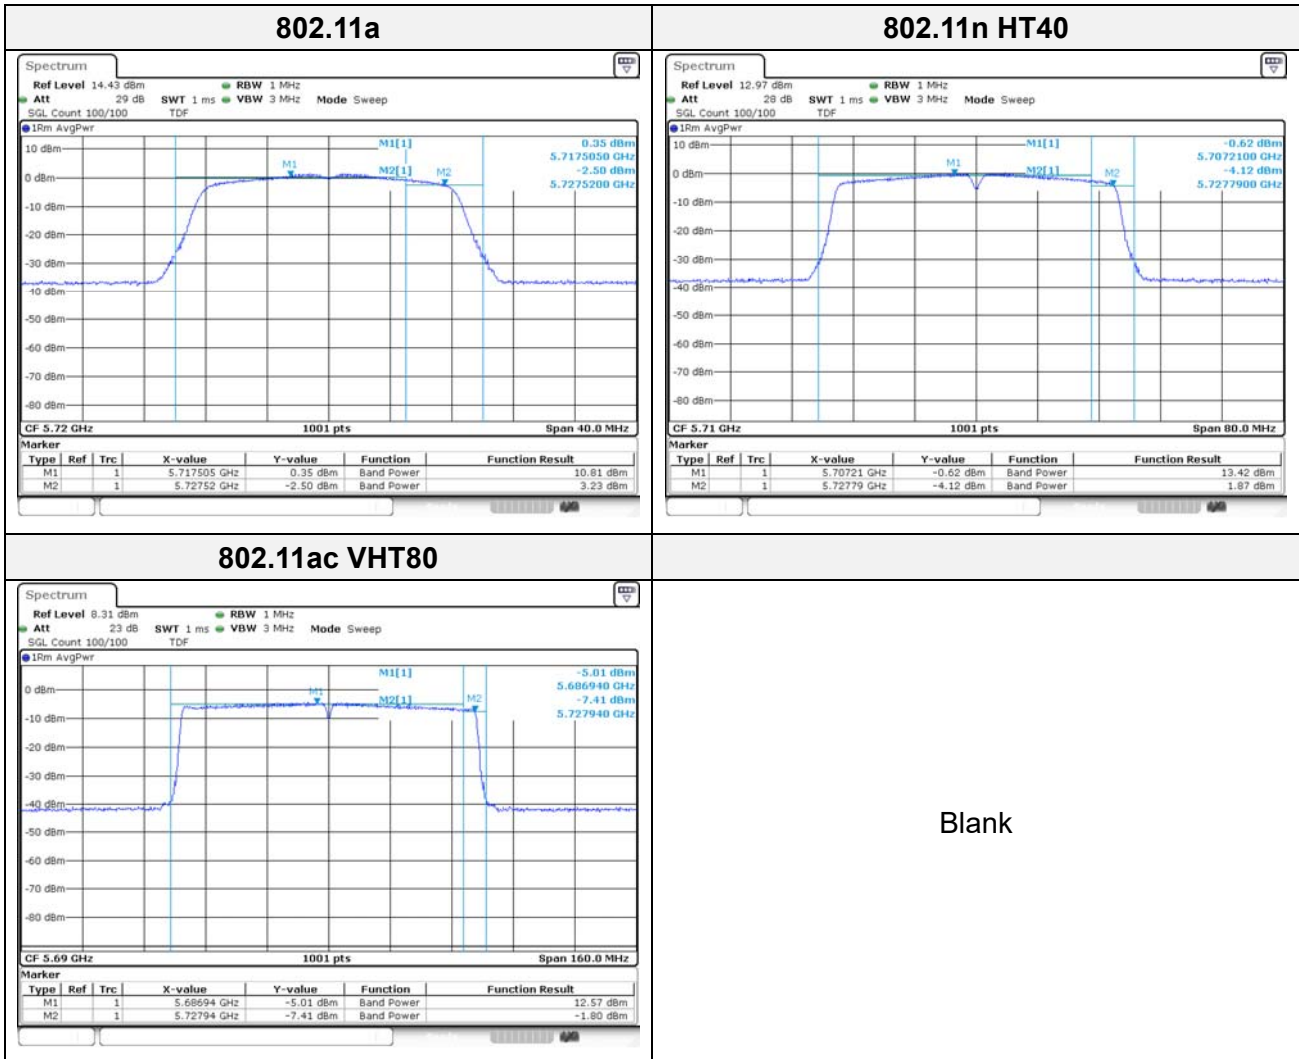 802.11a
Spectrum
Ref Level 14.43 dBm RBW 1 MHz
Att 29 dB SWT 1 ms VBW 3 MHz Mode Sweep
SGL Count 100/100 TDF
1Rm AvgPwr
M1[1] 0.35 dBm
5.7175050 GHz
M2[1] -2.50 dBm
5.7275200 GHz
M1
M2
10 dBm
0 dBm
-10 dBm
-20 dBm
-30 dBm
-40 dBm
-50 dBm
-60 dBm
-70 dBm
-80 dBm
CF 5.72 GHz 1001 pts Span 40.0 MHz
Marker
Type Ref Trc X-value Y-value Function Function Result
M1 1 5.717505 GHz 0.35 dBm Band Power 10.81 dBm
M2 1 5.72752 GHz -2.50 dBm Band Power 3.23 dBm
802.11n HT40
Spectrum
Ref Level 12.97 dBm RBW 1 MHz
Att 28 dB SWT 1 ms VBW 3 MHz Mode Sweep
SGL Count 100/100 TDF
1Rm AvgPwr
M1[1] -0.62 dBm
5.7072100 GHz
M2[1] -4.12 dBm
5.7277900 GHz
M1
M2
10 dBm
0 dBm
-10 dBm
-20 dBm
-30 dBm
-40 dBm
-50 dBm
-60 dBm
-70 dBm
-80 dBm
CF 5.71 GHz 1001 pts Span 80.0 MHz
Marker
Type Ref Trc X-value Y-value Function Function Result
M1 1 5.70721 GHz -0.62 dBm Band Power 13.42 dBm
M2 1 5.72779 GHz -4.12 dBm Band Power 1.87 dBm
802.11ac VHT80
Spectrum
Ref Level 8.31 dBm RBW 1 MHz
Att 23 dB SWT 1 ms VBW 3 MHz Mode Sweep
SGL Count 100/100 TDF
1Rm AvgPwr
M1[1] -5.01 dBm
5.686940 GHz
M2[1] -7.41 dBm
5.727940 GHz
M1
M2
0 dBm
-10 dBm
-20 dBm
-30 dBm
-40 dBm
-50 dBm
-60 dBm
-70 dBm
-80 dBm
CF 5.69 GHz 1001 pts Span 160.0 MHz
Marker
Type Ref Trc X-value Y-value Function Function Result
M1 1 5.68694 GHz -5.01 dBm Band Power 12.57 dBm
M2 1 5.72794 GHz -7.41 dBm Band Power -1.80 dBm
Blank